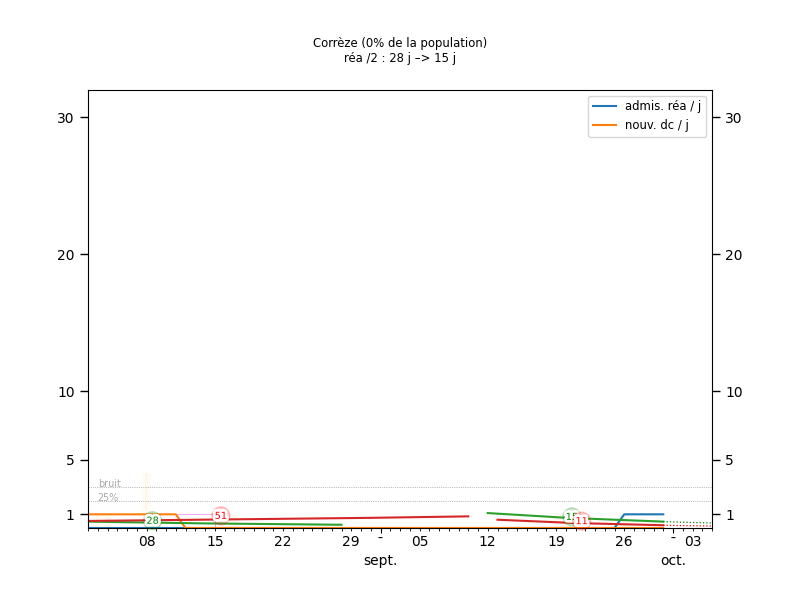 Corrèze (0% de la population)
réa /2 : 28 j –> 15 j
admis. réa / j
nouv. dc / j
30 30
20 20
10 10
5 5
bruit
25%
1 1
28 51 15 11
08 15 22 29 - 05 12 19 26 - 03
sept. oct.